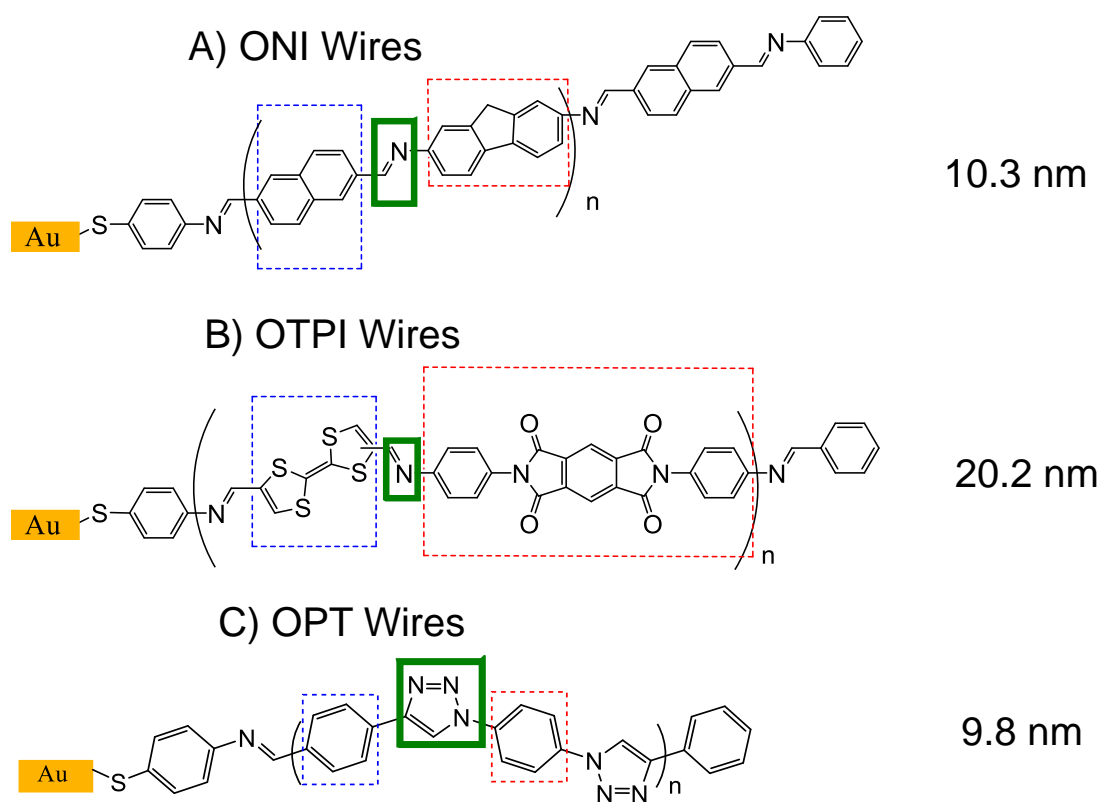 A) ONI Wires
N
N
N
N
n
S
Au
10.3 nm
B) OTPI Wires
S
S
S
S
N
N
O
O
N
N
O
O
N
n
S
Au
20.2 nm
C) OPT Wires
N=N
N
N
N
N=N
n
S
Au
9.8 nm